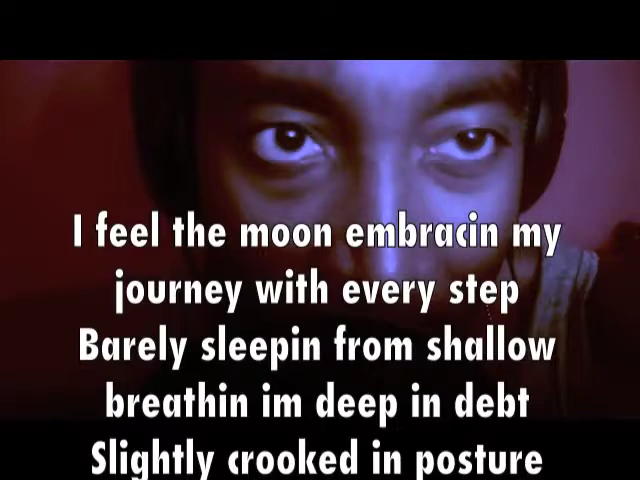 I feel the moon embracin my
journey with every step
Barely sleepin from shallow
breathin im deep in debt
Slightly crooked in posture